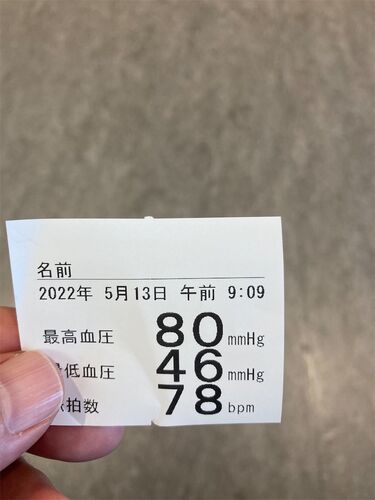 名前
2022年 5月13日 午前 9:09
最高血圧 80 mmHg
低血圧 46 mmHg
拍数 78 bpm